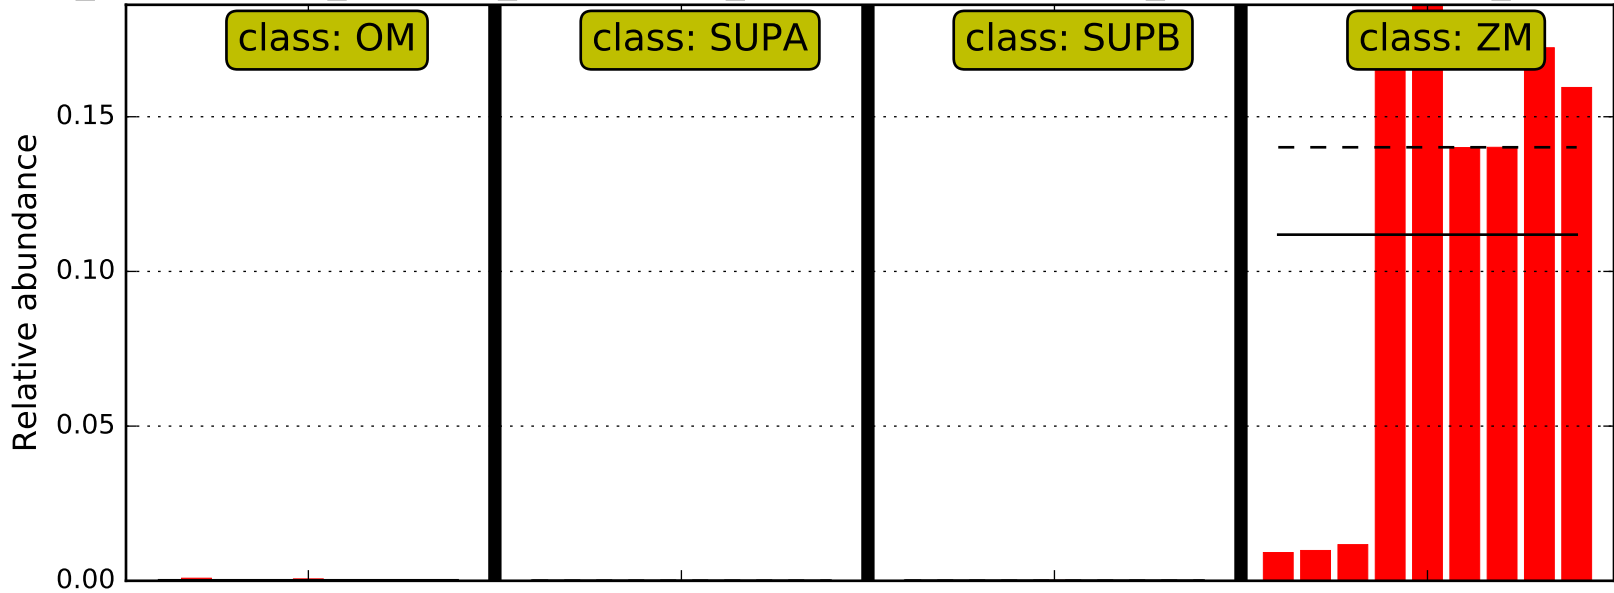 class: OM
class: SUPA
class: SUPB
class: ZM
Relative abundance
0.15
0.10
0.05
0.00